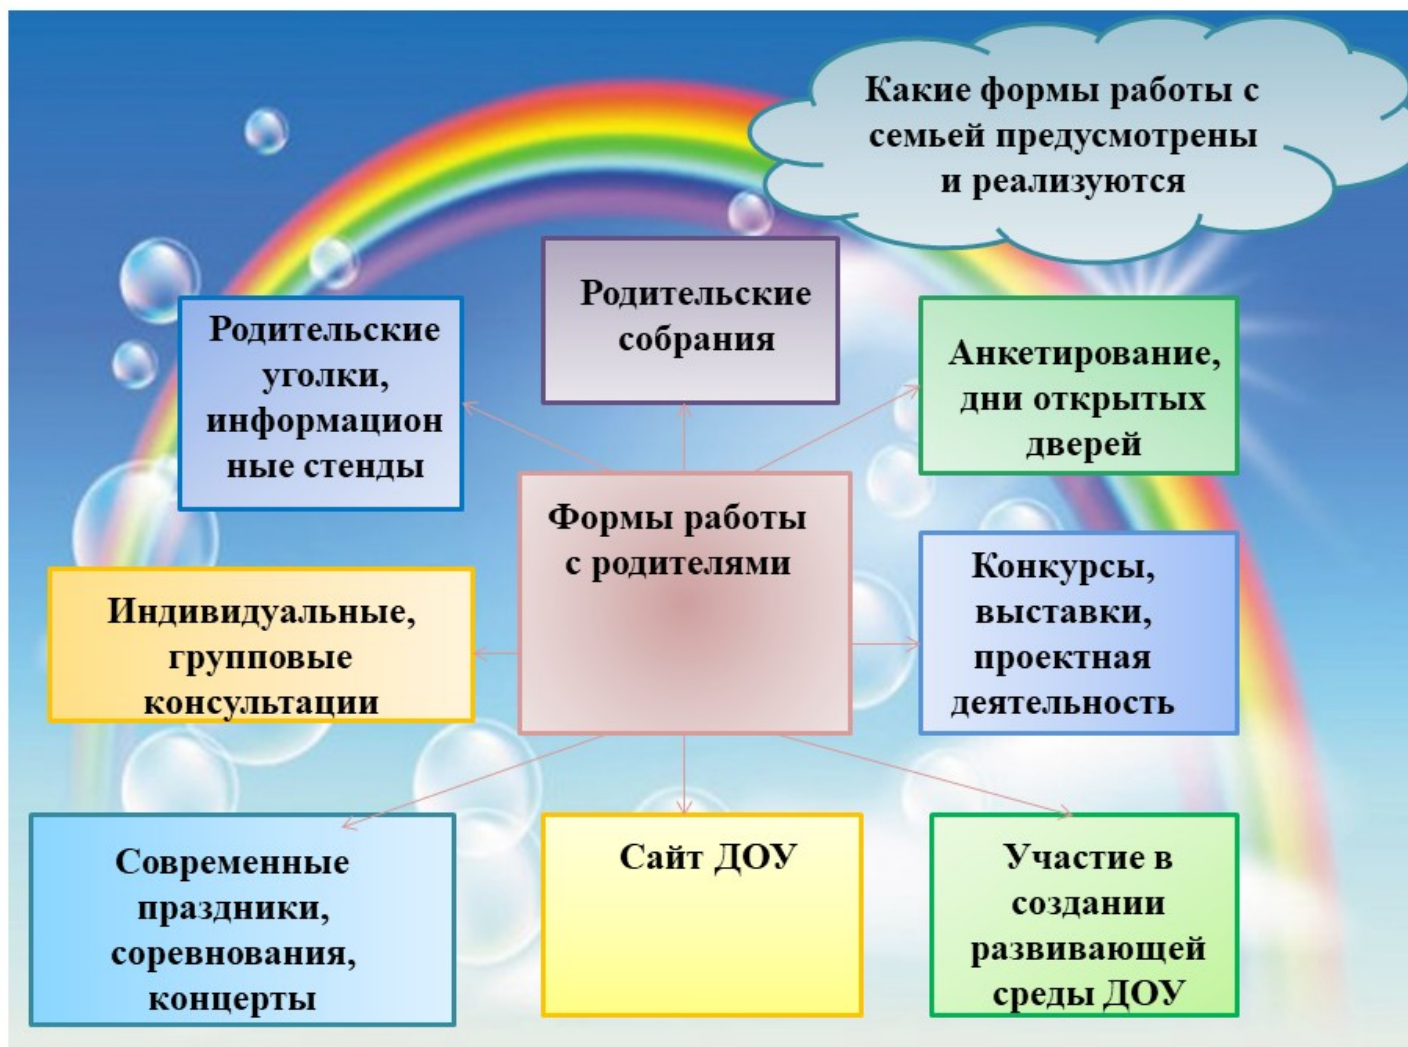 Какие формы работы с
семьей предусмотрены
и реализуются
Родительские
собрания
Родительские
уголки,
информацион
ные стенды
Анкетирование,
дни открытых
дверей
Формы работы
с родителями
Индивидуальные,
групповые
консультации
Конкурсы,
выставки,
проектная
деятельность
Современные
праздники,
соревнования,
концерты
Сайт ДОУ
Участие в
создании
развивающей
среды ДОУ